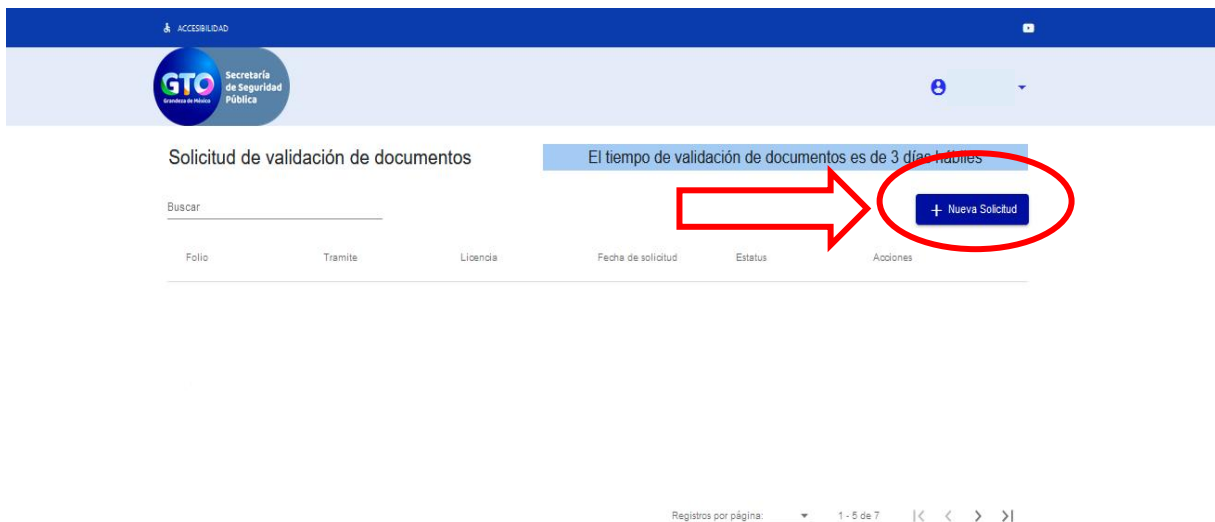 ACCESIBILIDAD
GTO
Grandeza de México
Secretaría
de Seguridad
Pública
Solicitud de validación de documentos
El tiempo de validación de documentos es de 3 días hábiles
Buscar
+ Nueva Solicitud
Folio Tramite Licencia Fecha de solicitud Estatus Acciones
Registros por página: 1 - 5 de 7